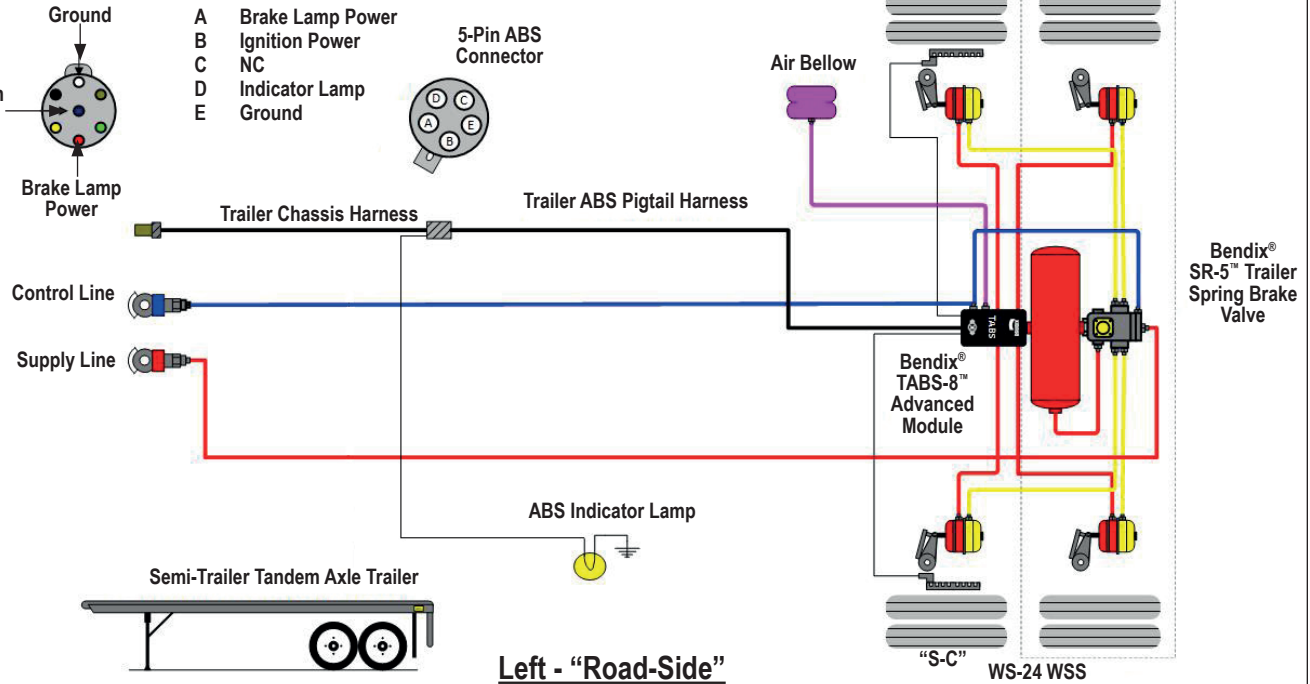 Ground
A Brake Lamp Power
B Ignition Power
C NC
D Indicator Lamp
E Ground
5-Pin ABS
Connector
D
C
A
E
B
n
Brake Lamp
Power
Air Bellow
Trailer Chassis Harness
Trailer ABS Pigtail Harness
Control Line
Supply Line
TABS
Bendix®
TABS-8™
Advanced
Module
Bendix®
SR-5™ Trailer
Spring Brake
Valve
ABS Indicator Lamp
Semi-Trailer Tandem Axle Trailer
Left - “Road-Side”
“S-C”
WS-24 WSS